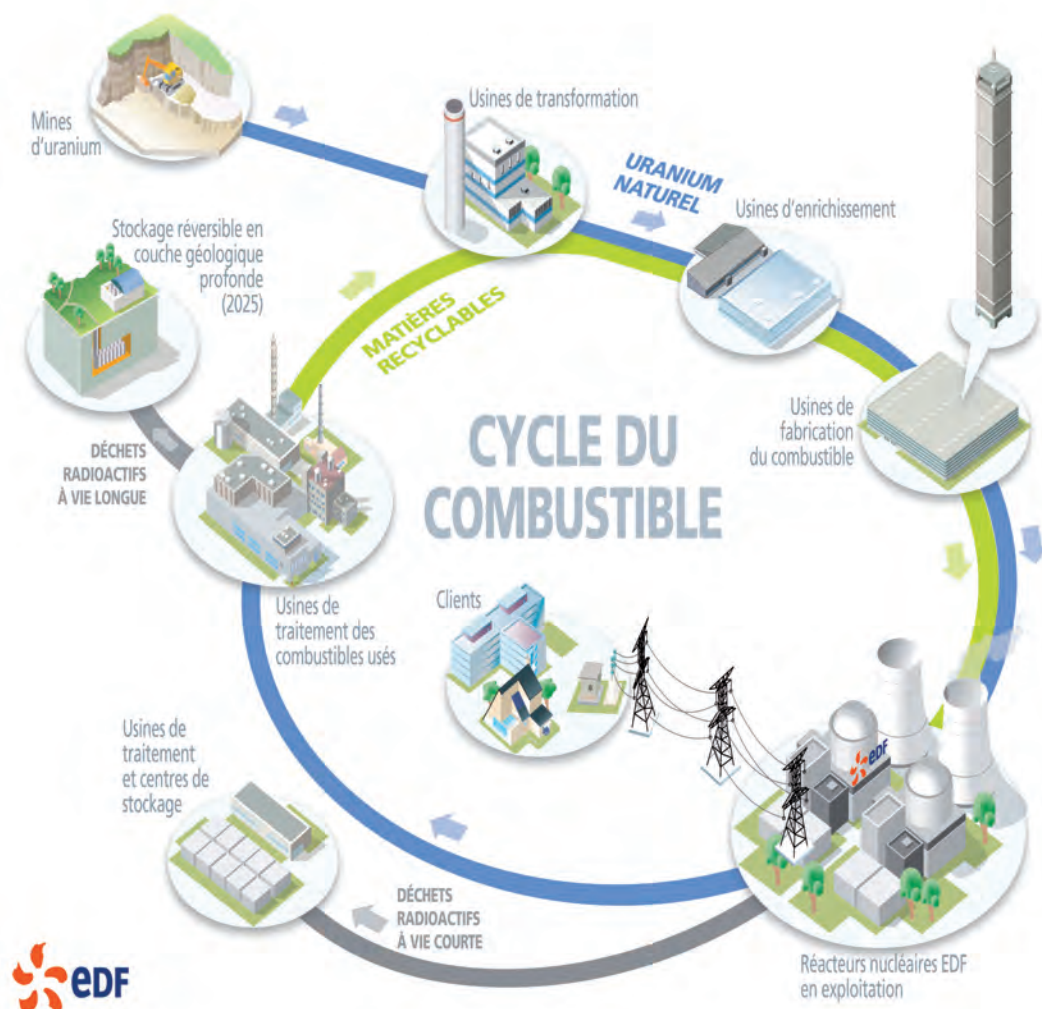 Mines
d'uranium
Usines de transformation
URANIUM
NATUREL
Usines d'enrichissement
Stockage réversible en
couche géologique
profonde
(2025)
MATIÈRES
RECYCLABLES
Usines de
fabrication
du combustible
CYCLE DU
COMBUSTIBLE
DÉCHETS
RADIOACTIFS
À VIE LONGUE
Usines de
traitement des
combustibles usés
Clients
Usines de
traitement
et centres de
stockage
eDF
DÉCHETS
RADIOACTIFS
À VIE COURTE
Réacteurs nucléaires EDF
en exploitation
eDF